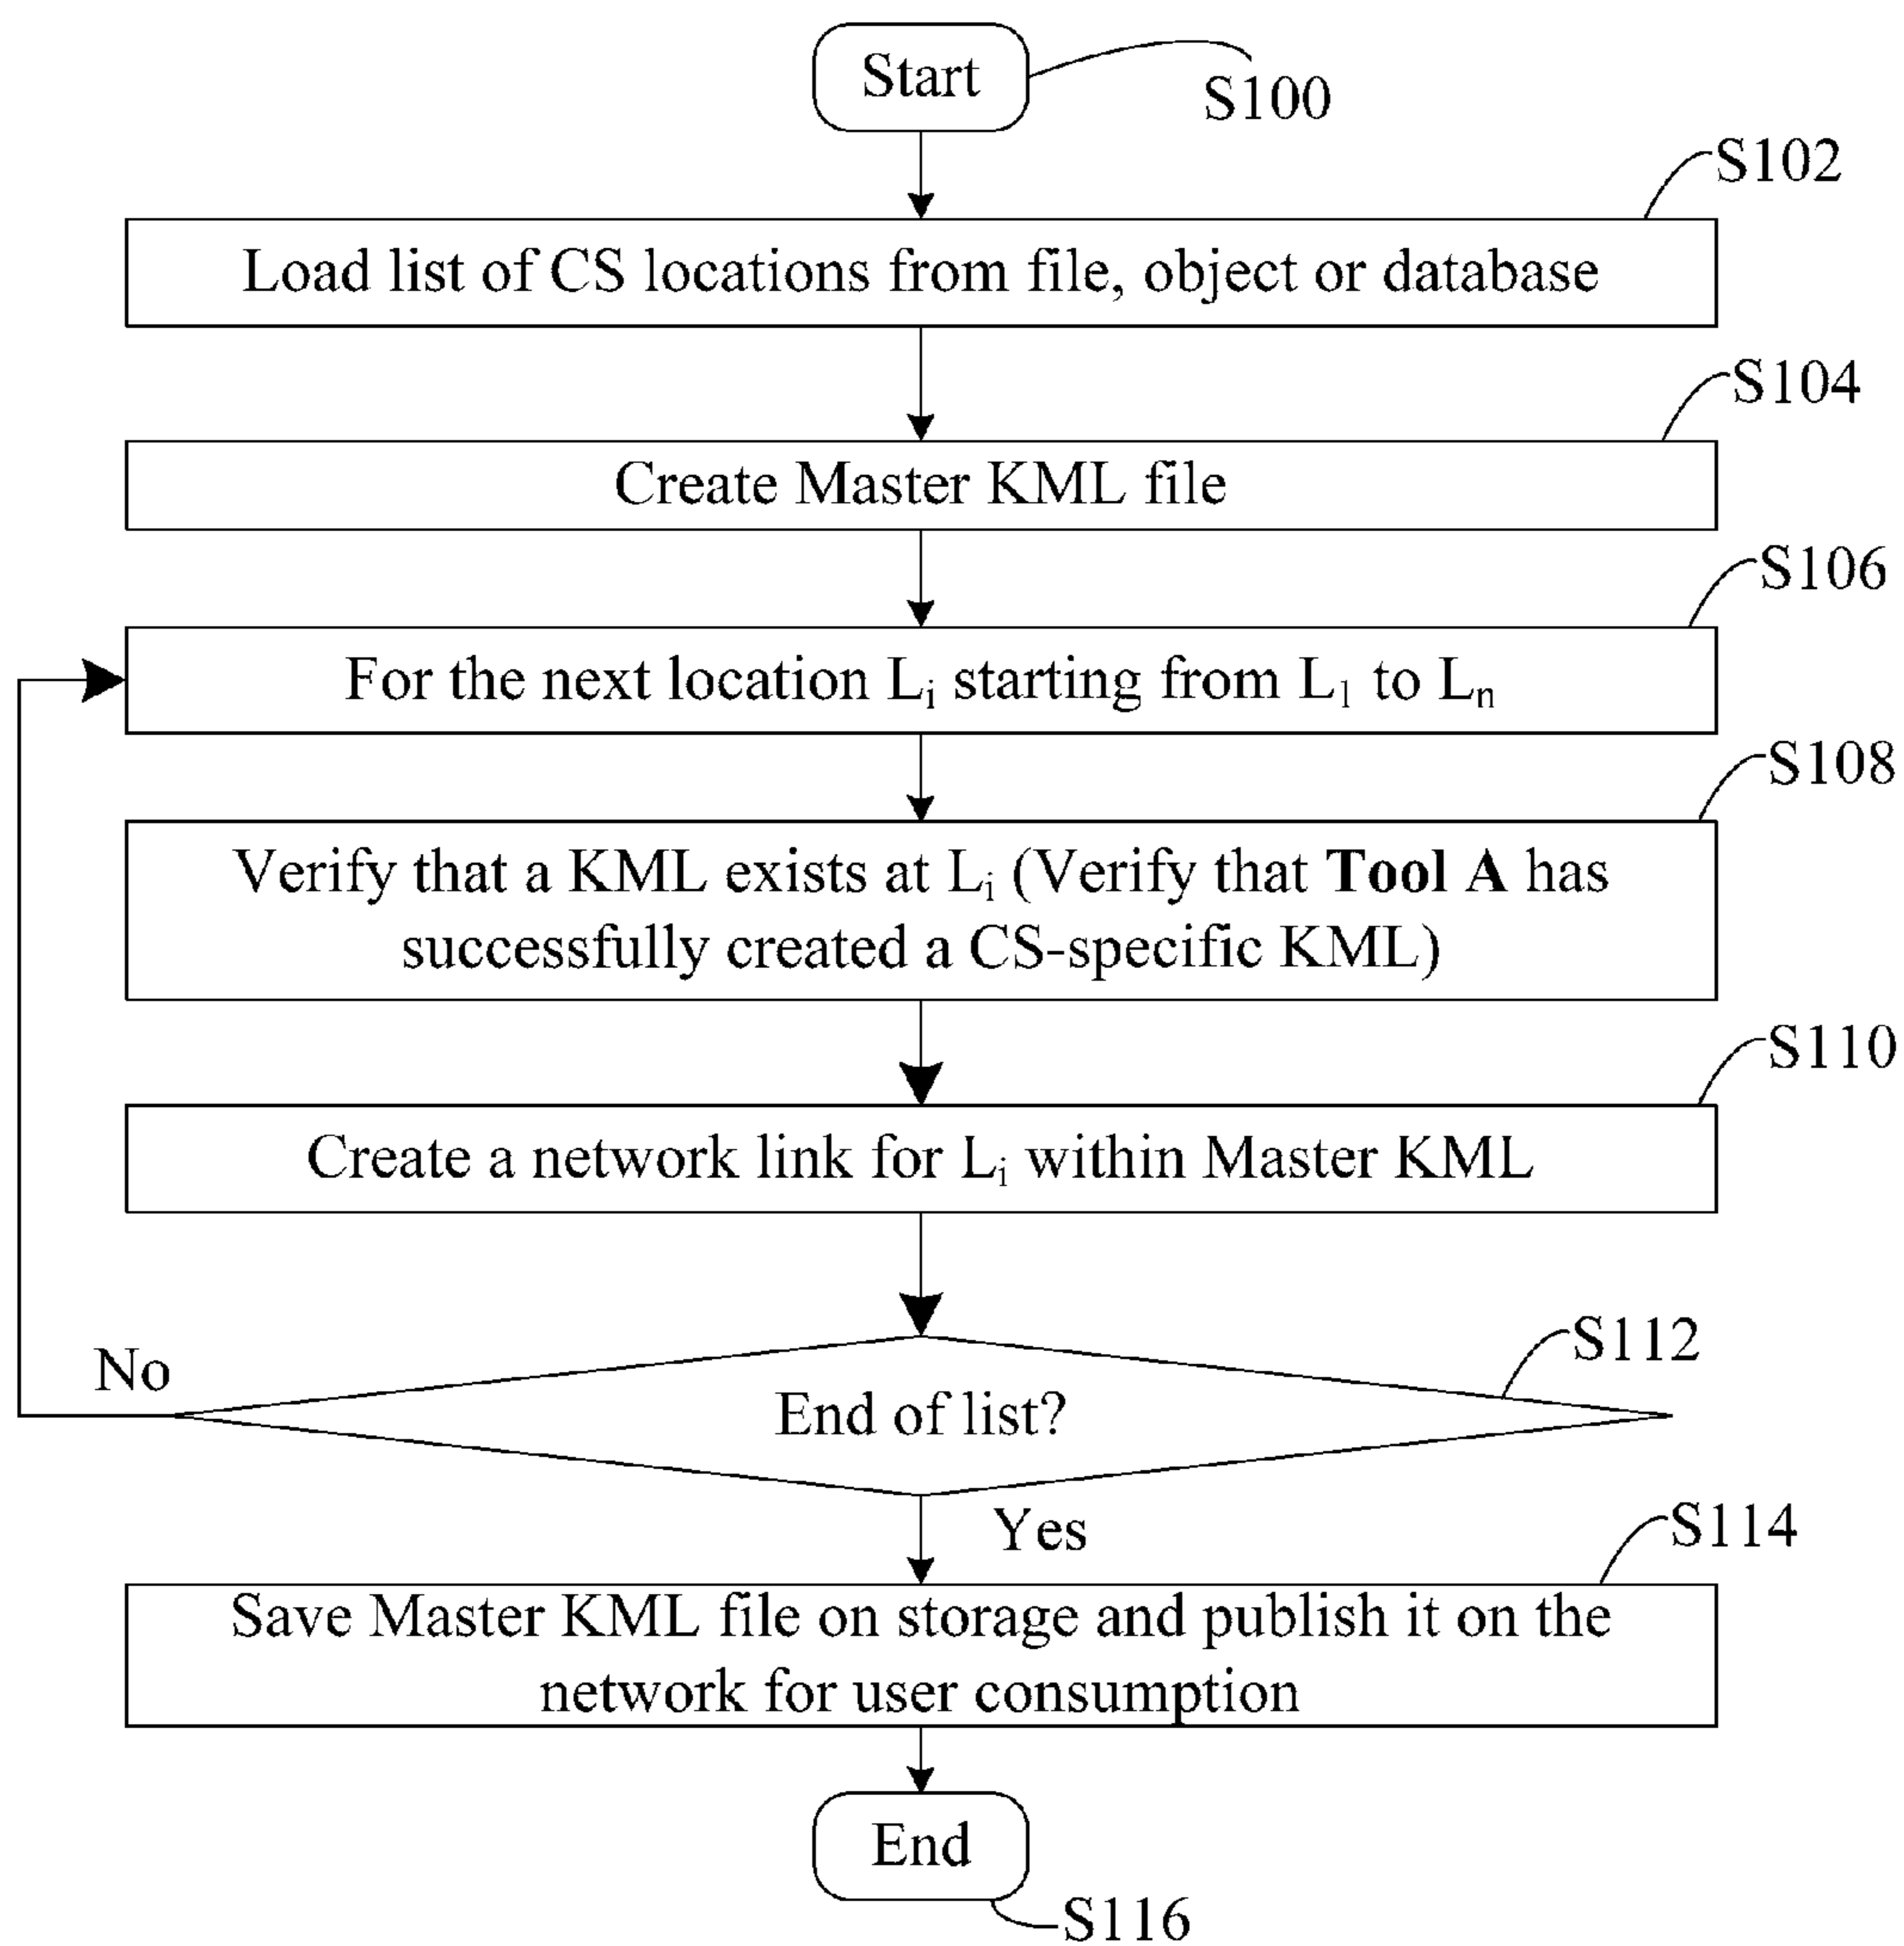 Start
S100
S102
Load list of CS locations from file, object or database
S104
Create Master KML file
S106
For the next location Lᵢ starting from L₁ to Lₙ
S108
Verify that a KML exists at Lᵢ (Verify that Tool A has
successfully created a CS-specific KML)
S110
Create a network link for Lᵢ within Master KML
S112
No
End of list?
Yes
S114
Save Master KML file on storage and publish it on the
network for user consumption
End
S116